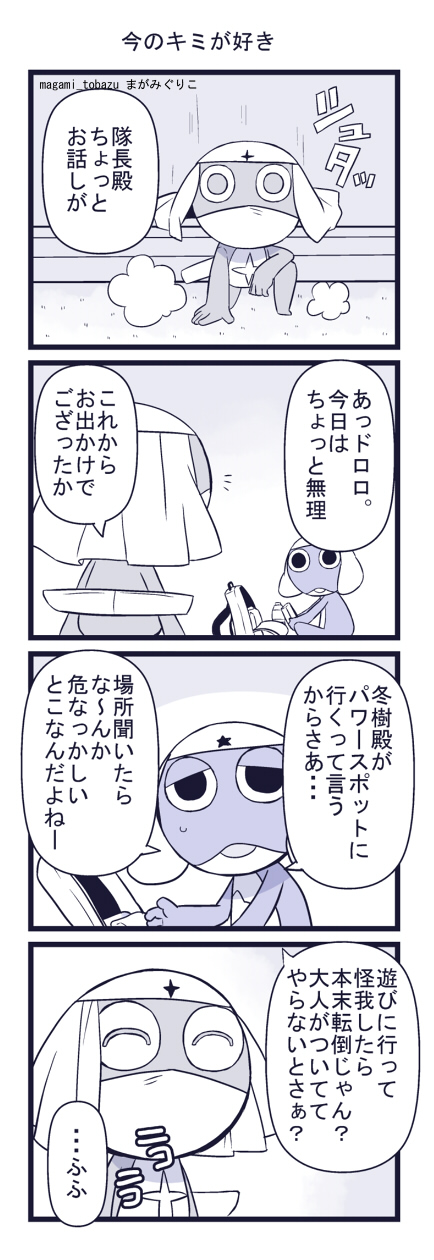 今のキミが好き
magami_tobazu まがみぐりこ
シュタッ
隊長殿
ちょっと
お話しが
あっドロロ。
今日は
ちょっと無理
これから
お出かけで
ござったか
冬樹殿が
パワースポットに
行くって言う
からさあ・・・
場所聞いたら
な～んか
危なっかしい
とこなんだよねー
遊びに行って
怪我したら
本末転倒じゃん？
大人がついてて
やらないとさぁ？
ニコ
ニコ
・・・ふふ